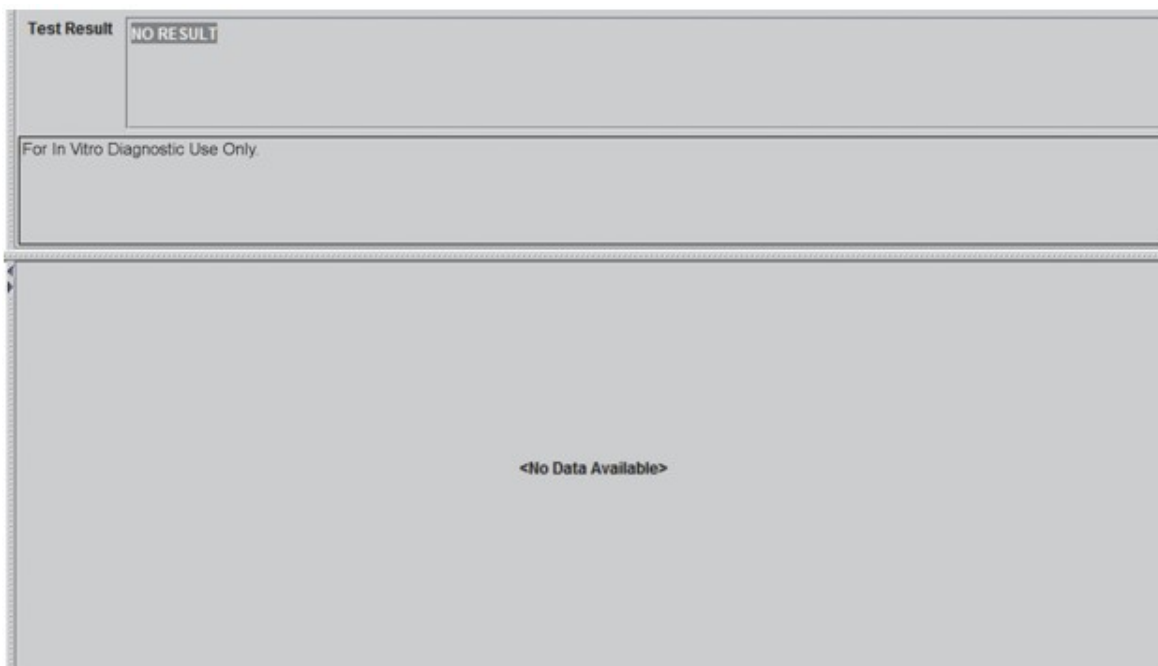 Test Result
NO RESULT
For In Vitro Diagnostic Use Only.
<No Data Available>